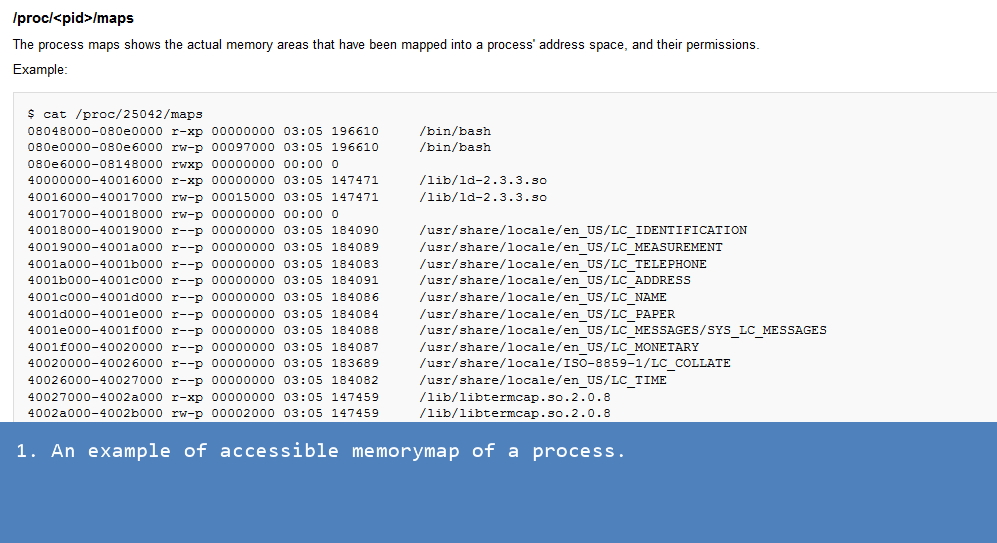 /proc/<pid>/maps
The process maps shows the actual memory areas that have been mapped into a process' address space, and their permissions.
Example:
$ cat /proc/25042/maps
08048000-080e0000 r-xp 00000000 03:05 196610     /bin/bash
080e0000-080e6000 rw-p 00097000 03:05 196610     /bin/bash
080e6000-08148000 rwxp 00000000 00:00 0
40000000-40016000 r-xp 00000000 03:05 147471     /lib/ld-2.3.3.so
40016000-40017000 rw-p 00015000 03:05 147471     /lib/ld-2.3.3.so
40017000-40018000 rw-p 00000000 00:00 0
40018000-40019000 r--p 00000000 03:05 184090     /usr/share/locale/en_US/LC_IDENTIFICATION
40019000-4001a000 r--p 00000000 03:05 184089     /usr/share/locale/en_US/LC_MEASUREMENT
4001a000-4001b000 r--p 00000000 03:05 184083     /usr/share/locale/en_US/LC_TELEPHONE
4001b000-4001c000 r--p 00000000 03:05 184091     /usr/share/locale/en_US/LC_ADDRESS
4001c000-4001d000 r--p 00000000 03:05 184086     /usr/share/locale/en_US/LC_NAME
4001d000-4001e000 r--p 00000000 03:05 184084     /usr/share/locale/en_US/LC_PAPER
4001e000-4001f000 r--p 00000000 03:05 184088     /usr/share/locale/en_US/LC_MESSAGES/SYS_LC_MESSAGES
4001f000-40020000 r--p 00000000 03:05 184087     /usr/share/locale/en_US/LC_MONETARY
40020000-40026000 r--p 00000000 03:05 183689     /usr/share/locale/ISO-8859-1/LC_COLLATE
40026000-40027000 r--p 00000000 03:05 184082     /usr/share/locale/en_US/LC_TIME
40027000-4002a000 r-xp 00000000 03:05 147459     /lib/libtermcap.so.2.0.8
4002a000-4002b000 rw-p 00002000 03:05 147459     /lib/libtermcap.so.2.0.8
1. An example of accessible memorymap of a process.